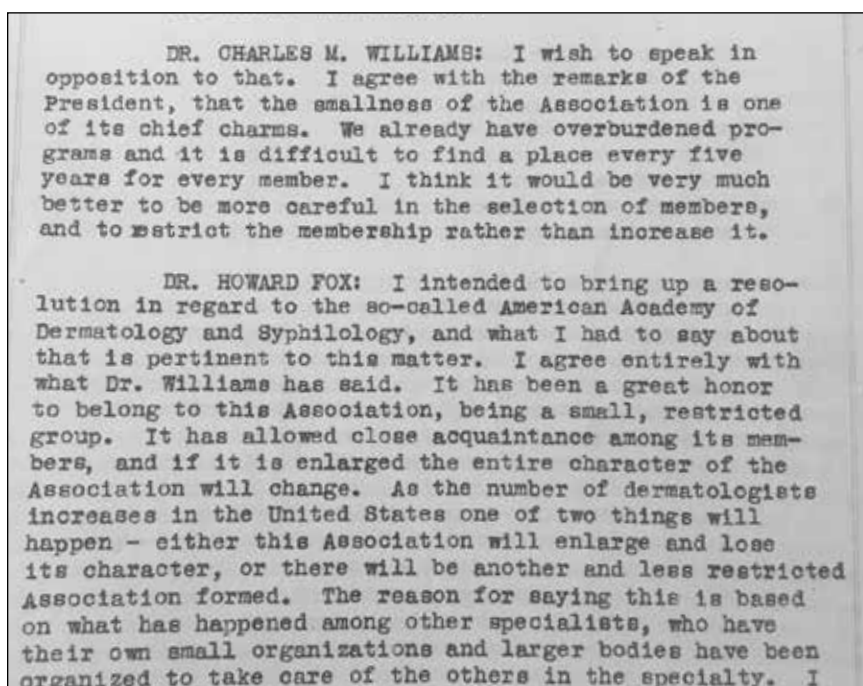 DR. CHARLES M. WILLIAMS: I wish to speak in
opposition to that. I agree with the remarks of the
President, that the smallness of the Association is one
of its chief charms. We already have overburdened pro-
grams and it is difficult to find a place every five
years for every member. I think it would be very much
better to be more careful in the selection of members,
and to restrict the membership rather than increase it.
DR. HOWARD FOX: I intended to bring up a reso-
lution in regard to the so-called American Academy of
Dermatology and Syphilology, and what I had to say about
that is pertinent to this matter. I agree entirely with
what Dr. Williams has said. It has been a great honor
to belong to this Association, being a small, restricted
group. It has allowed close acquaintance among its mem-
bers, and if it is enlarged the entire character of the
Association will change. As the number of dermatologists
increases in the United States one of two things will
happen - either this Association will enlarge and lose
its character, or there will be another and less restricted
Association formed. The reason for saying this is based
on what has happened among other specialists, who have
their own small organizations and larger bodies have been
organized to take care of the others in the specialty. I